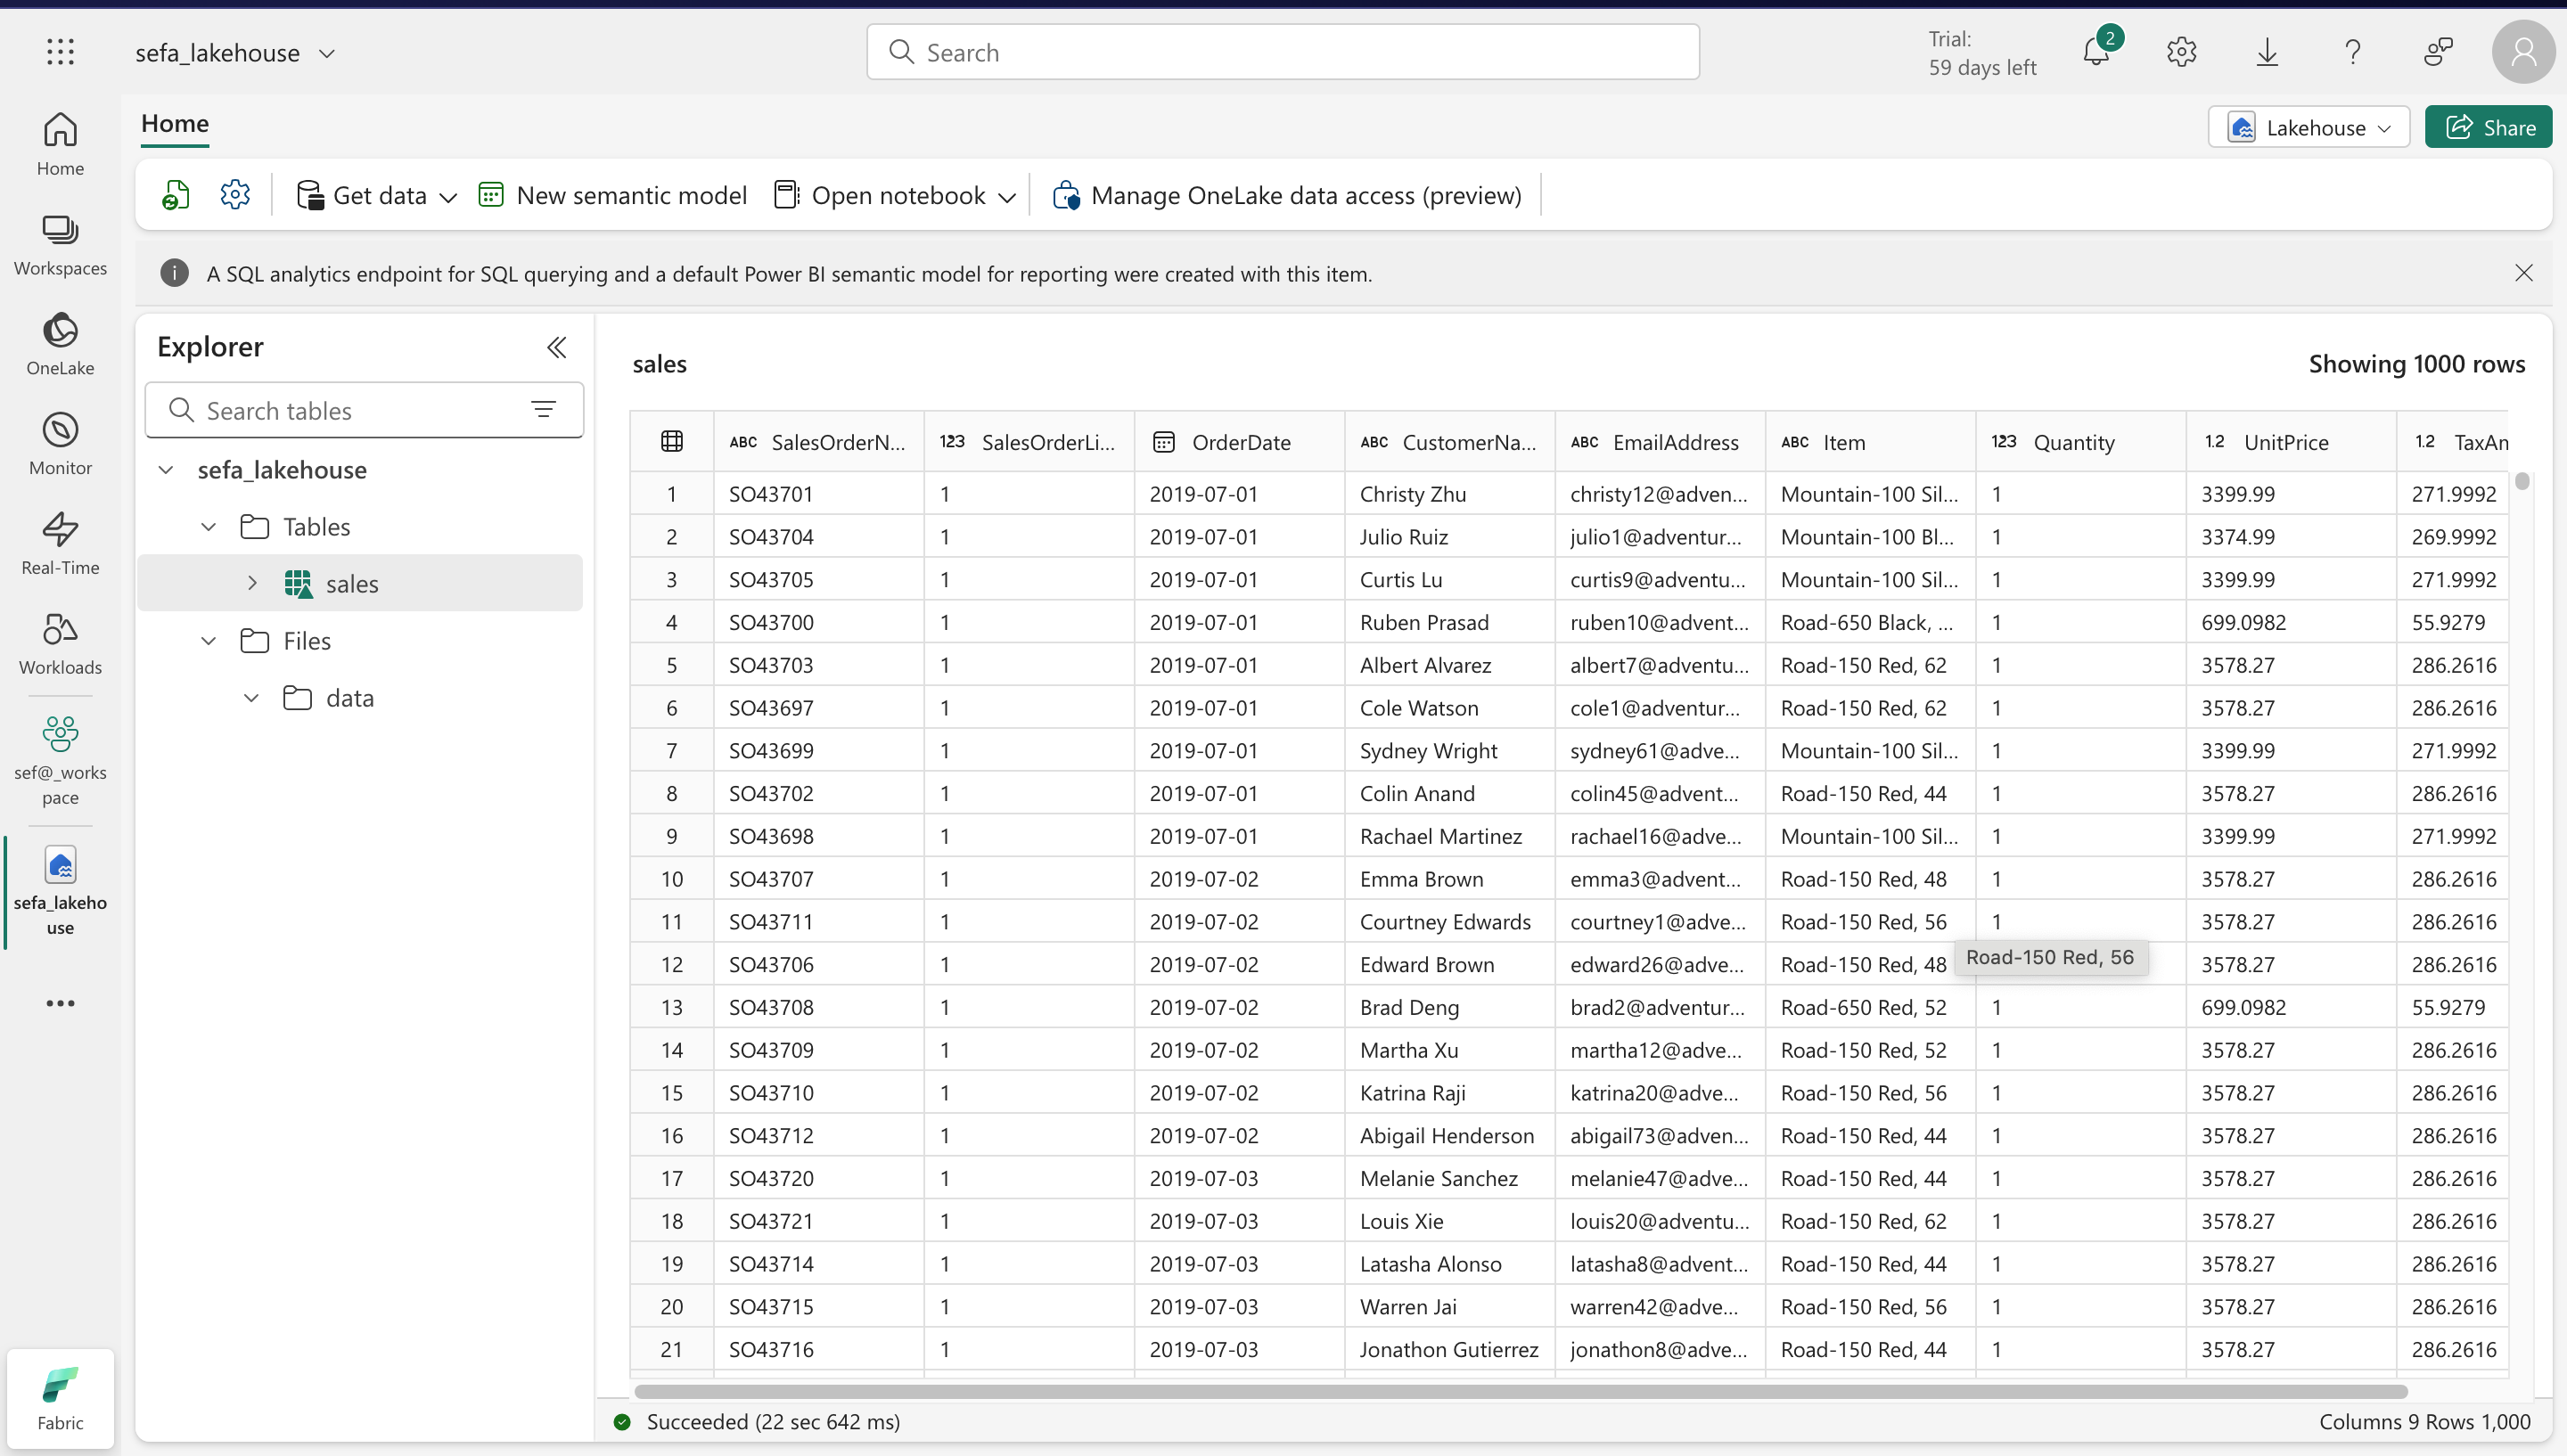 sefa_lakehouse
Search
Trial:
59 days left
2
Home
Lakehouse
Share
Get data
New semantic model
Open notebook
Manage OneLake data access (preview)
A SQL analytics endpoint for SQL querying and a default Power BI semantic model for reporting were created with this item.
Home
Workspaces
OneLake
Monitor
Real-Time
Workloads
sef@_works
pace
sefa_lakeho
use
Fabric
Explorer
Search tables
sefa_lakehouse
Tables
sales
Files
data
sales
Showing 1000 rows
ABC SalesOrderN... 123 SalesOrderLi... OrderDate ABC CustomerNa... ABC EmailAddress ABC Item 123 Quantity 1.2 UnitPrice 1.2 TaxAm
1 SO43701 1 2019-07-01 Christy Zhu christy12@adven... Mountain-100 Sil... 1 3399.99 271.9992
2 SO43704 1 2019-07-01 Julio Ruiz julio1@adventur... Mountain-100 Bl... 1 3374.99 269.9992
3 SO43705 1 2019-07-01 Curtis Lu curtis9@adventu... Mountain-100 Sil... 1 3399.99 271.9992
4 SO43700 1 2019-07-01 Ruben Prasad ruben10@advent... Road-650 Black, ... 1 699.0982 55.9279
5 SO43703 1 2019-07-01 Albert Alvarez albert7@adventu... Road-150 Red, 62 1 3578.27 286.2616
6 SO43697 1 2019-07-01 Cole Watson cole1@adventur... Road-150 Red, 62 1 3578.27 286.2616
7 SO43699 1 2019-07-01 Sydney Wright sydney61@adve... Mountain-100 Sil... 1 3399.99 271.9992
8 SO43702 1 2019-07-01 Colin Anand colin45@advent... Road-150 Red, 44 1 3578.27 286.2616
9 SO43698 1 2019-07-01 Rachael Martinez rachael16@adve... Mountain-100 Sil... 1 3399.99 271.9992
10 SO43707 1 2019-07-02 Emma Brown emma3@advent... Road-150 Red, 48 1 3578.27 286.2616
11 SO43711 1 2019-07-02 Courtney Edwards courtney1@adve... Road-150 Red, 56 1 3578.27 286.2616
12 SO43706 1 2019-07-02 Edward Brown edward26@adve... Road-150 Red, 48 Road-150 Red, 56 3578.27 286.2616
13 SO43708 1 2019-07-02 Brad Deng brad2@adventur... Road-650 Red, 52 1 699.0982 55.9279
14 SO43709 1 2019-07-02 Martha Xu martha12@adve... Road-150 Red, 52 1 3578.27 286.2616
15 SO43710 1 2019-07-02 Katrina Raji katrina20@adve... Road-150 Red, 56 1 3578.27 286.2616
16 SO43712 1 2019-07-02 Abigail Henderson abigail73@adven... Road-150 Red, 44 1 3578.27 286.2616
17 SO43720 1 2019-07-03 Melanie Sanchez melanie47@adve... Road-150 Red, 44 1 3578.27 286.2616
18 SO43721 1 2019-07-03 Louis Xie louis20@adventu... Road-150 Red, 62 1 3578.27 286.2616
19 SO43714 1 2019-07-03 Latasha Alonso latasha8@advent... Road-150 Red, 44 1 3578.27 286.2616
20 SO43715 1 2019-07-03 Warren Jai warren42@adve... Road-150 Red, 56 1 3578.27 286.2616
21 SO43716 1 2019-07-03 Jonathon Gutierrez jonathon8@adve... Road-150 Red, 44 1 3578.27 286.2616
Succeeded (22 sec 642 ms)
Columns 9 Rows 1,000